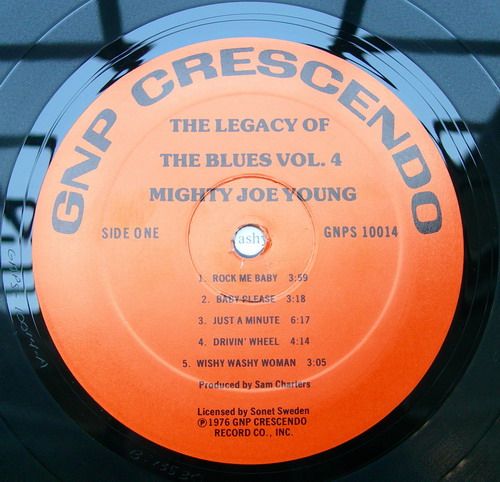 GNP CRESCENDO
THE LEGACY OF
THE BLUES VOL. 4
MIGHTY JOE YOUNG
SIDE ONE
GNPS 10014
ashy
1. ROCK ME BABY 3:59
2. BABY PLEASE 3:18
3. JUST A MINUTE 6:17
4. DRIVIN' WHEEL 4:14
5. WISHY WASHY WOMAN 3:05
Produced by Sam Charters
Licensed by Sonet Sweden
Ⓟ1976 GNP CRESCENDO
RECORD CO., INC.